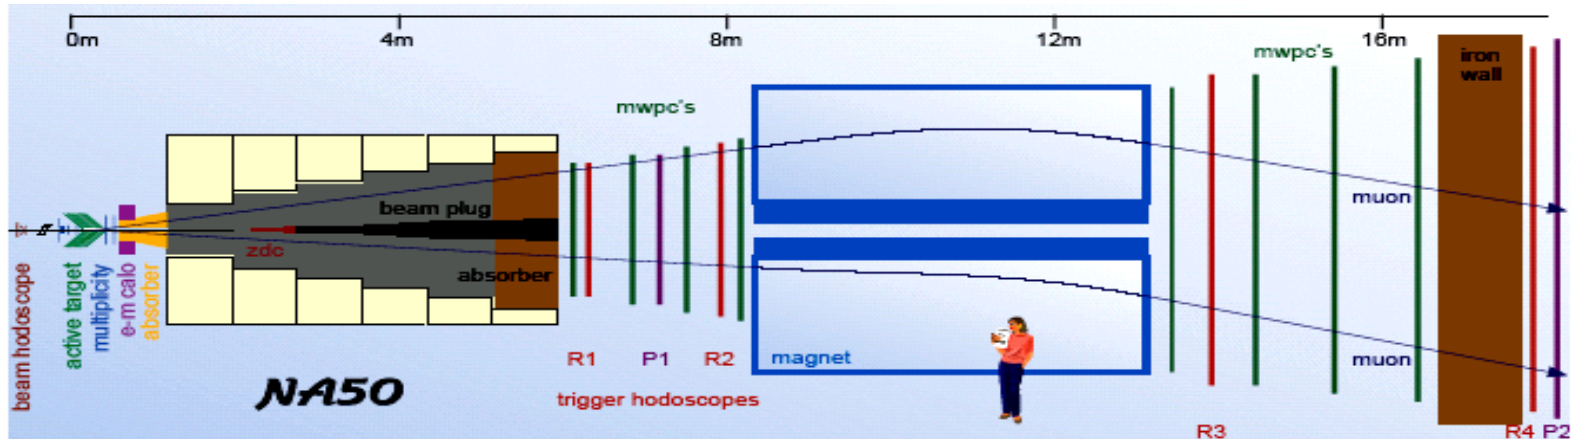 0m
4m
8m
12m
16m
mwpc's
iron
wall
mwpc's
beam plug
zdc
absorber
muon
muon
magnet
beam hodoscope
active target
multiplicity
e-m calo
absorber
R1
P1
R2
trigger hodoscopes
NA50
R3
R4
P2